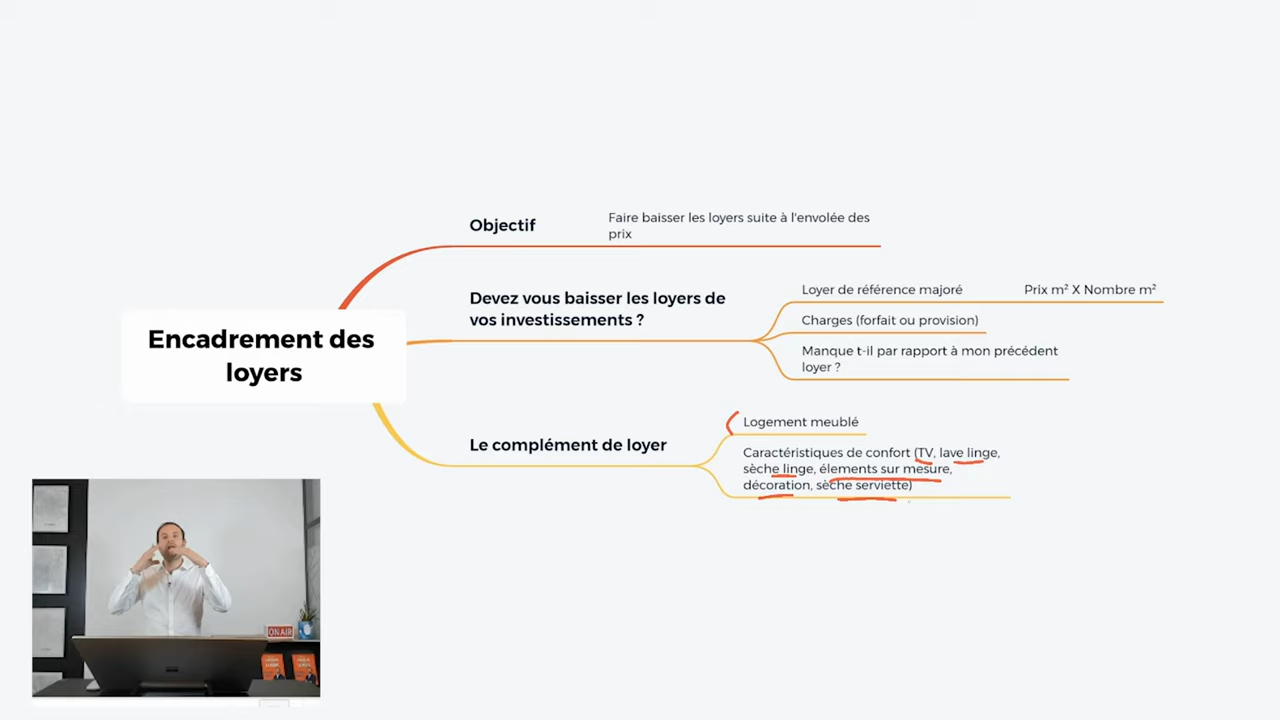 Objectif
Faire baisser les loyers suite à l'envolée des
prix
Devez vous baisser les loyers de
vos investissements ?
Loyer de référence majoré
Prix m² X Nombre m²
Charges (forfait ou provision)
Manque t-il par rapport à mon précédent
loyer ?
Encadrement des
loyers
Le complément de loyer
Logement meublé
Caractéristiques de confort (TV, lave linge,
sèche linge, élements sur mesure,
décoration, sèche serviette)
ON AIR